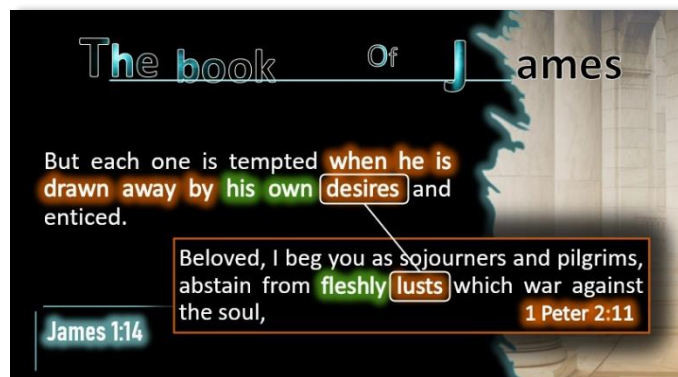 The book Of James
But each one is tempted when he is
drawn away by his own desires and
enticed.
Beloved, I beg you as sojourners and pilgrims,
abstain from fleshly lusts which war against
the soul, 1 Peter 2:11
James 1:14